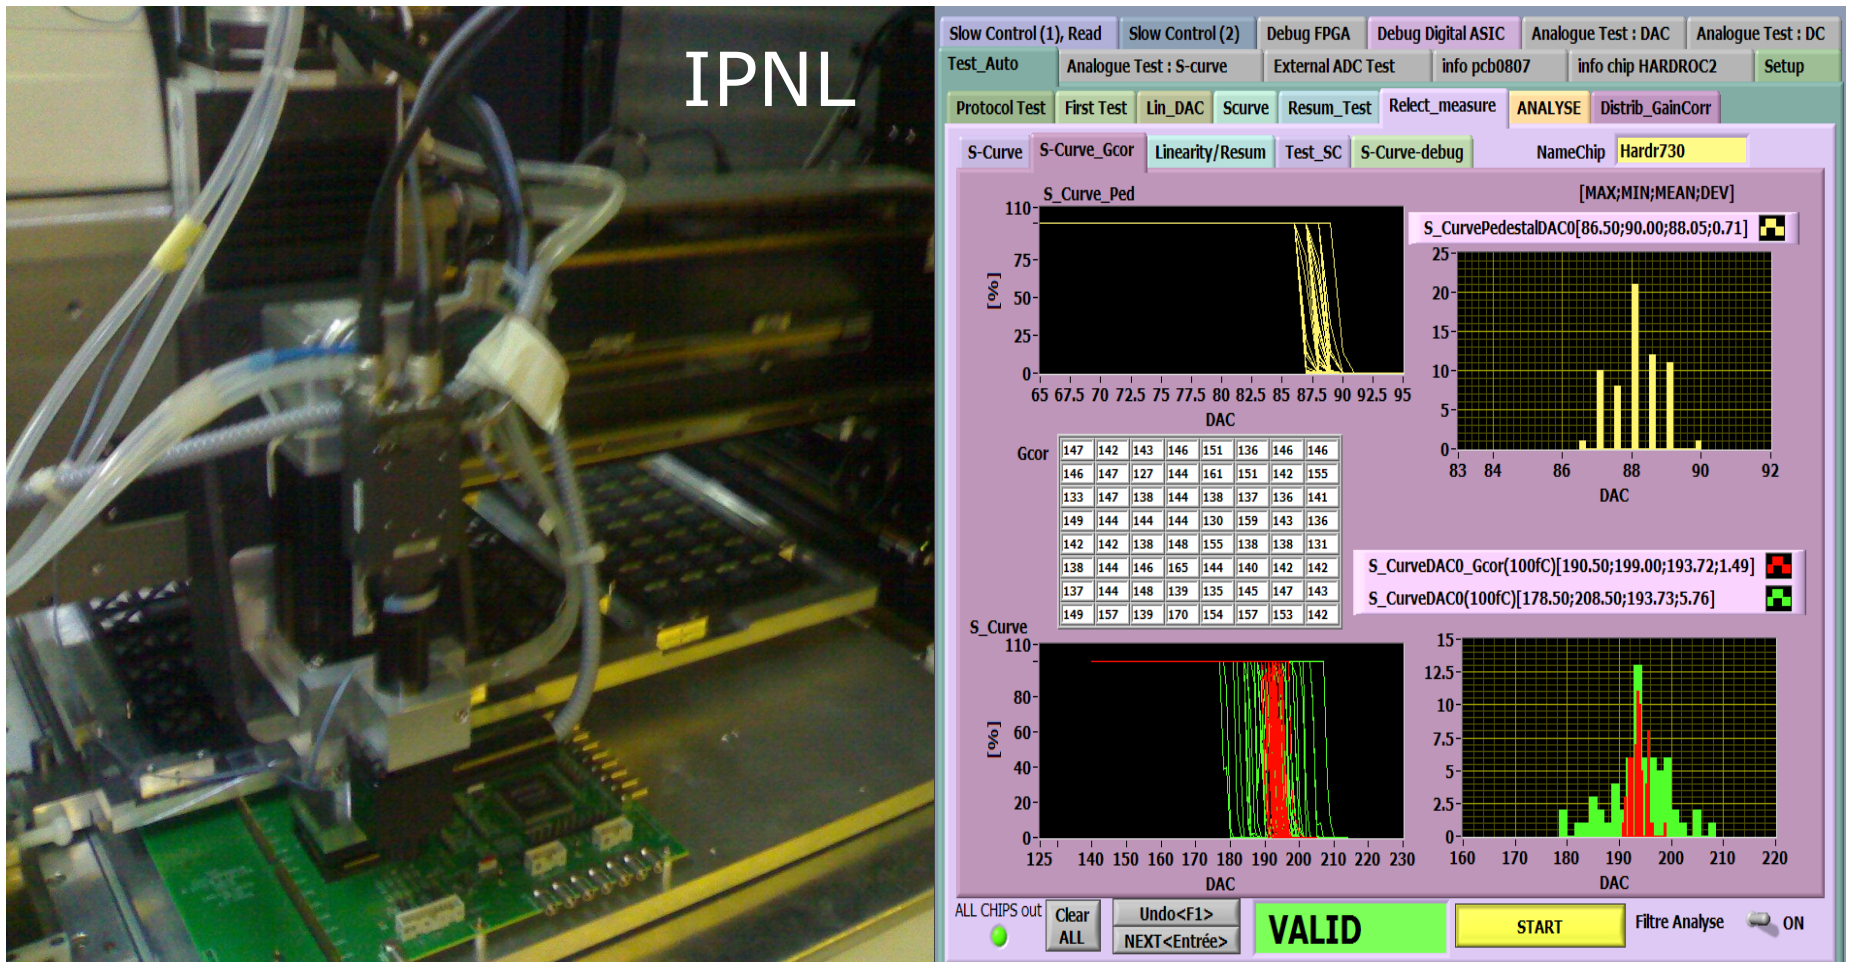 IPNL
Slow Control (1), Read Slow Control (2) Debug FPGA Debug Digital ASIC Analogue Test : DAC Analogue Test : DC
Test_Auto Analogue Test : S-curve External ADC Test info pcb0807 info chip HARDROC2 Setup
Protocol Test First Test Lin_DAC Scurve Resum_Test Relect_measure ANALYSE Distrib_GainCorr
S-Curve S-Curve_Gcor Linearity/Resum Test_SC S-Curve-debug NameChip Hardr730
S_Curve_Ped
110
75
50
25
0
[%]
65 67.5 70 72.5 75 77.5 80 82.5 85 87.5 90 92.5 95
DAC
[MAX;MIN;MEAN;DEV]
S_CurvePedestalDAC0[86.50;90.00;88.05;0.71]
25
20
15
10
5
0
83 84 86 88 90 92
DAC
Gcor
147 142 143 146 151 136 146 146
146 147 127 144 161 151 142 155
133 147 138 144 138 137 136 141
149 144 144 144 130 159 143 136
142 142 138 148 155 138 138 131
138 144 146 165 144 140 142 142
137 144 148 139 135 145 147 143
149 157 139 170 154 157 153 142
S_CurveDAC0_Gcor(100fC)[190.50;199.00;193.72;1.49]
S_CurveDAC0(100fC)[178.50;208.50;193.73;5.76]
S_Curve
110
80
60
40
20
0
[%]
125 140 150 160 170 180 190 200 210 220 230
DAC
15
12.5
10
7.5
5
2.5
0
160 170 180 190 200 210 220
DAC
ALL CHIPS out
Clear
ALL
Undo<F1>
NEXT<Entrée>
VALID
START
Filtre Analyse ON